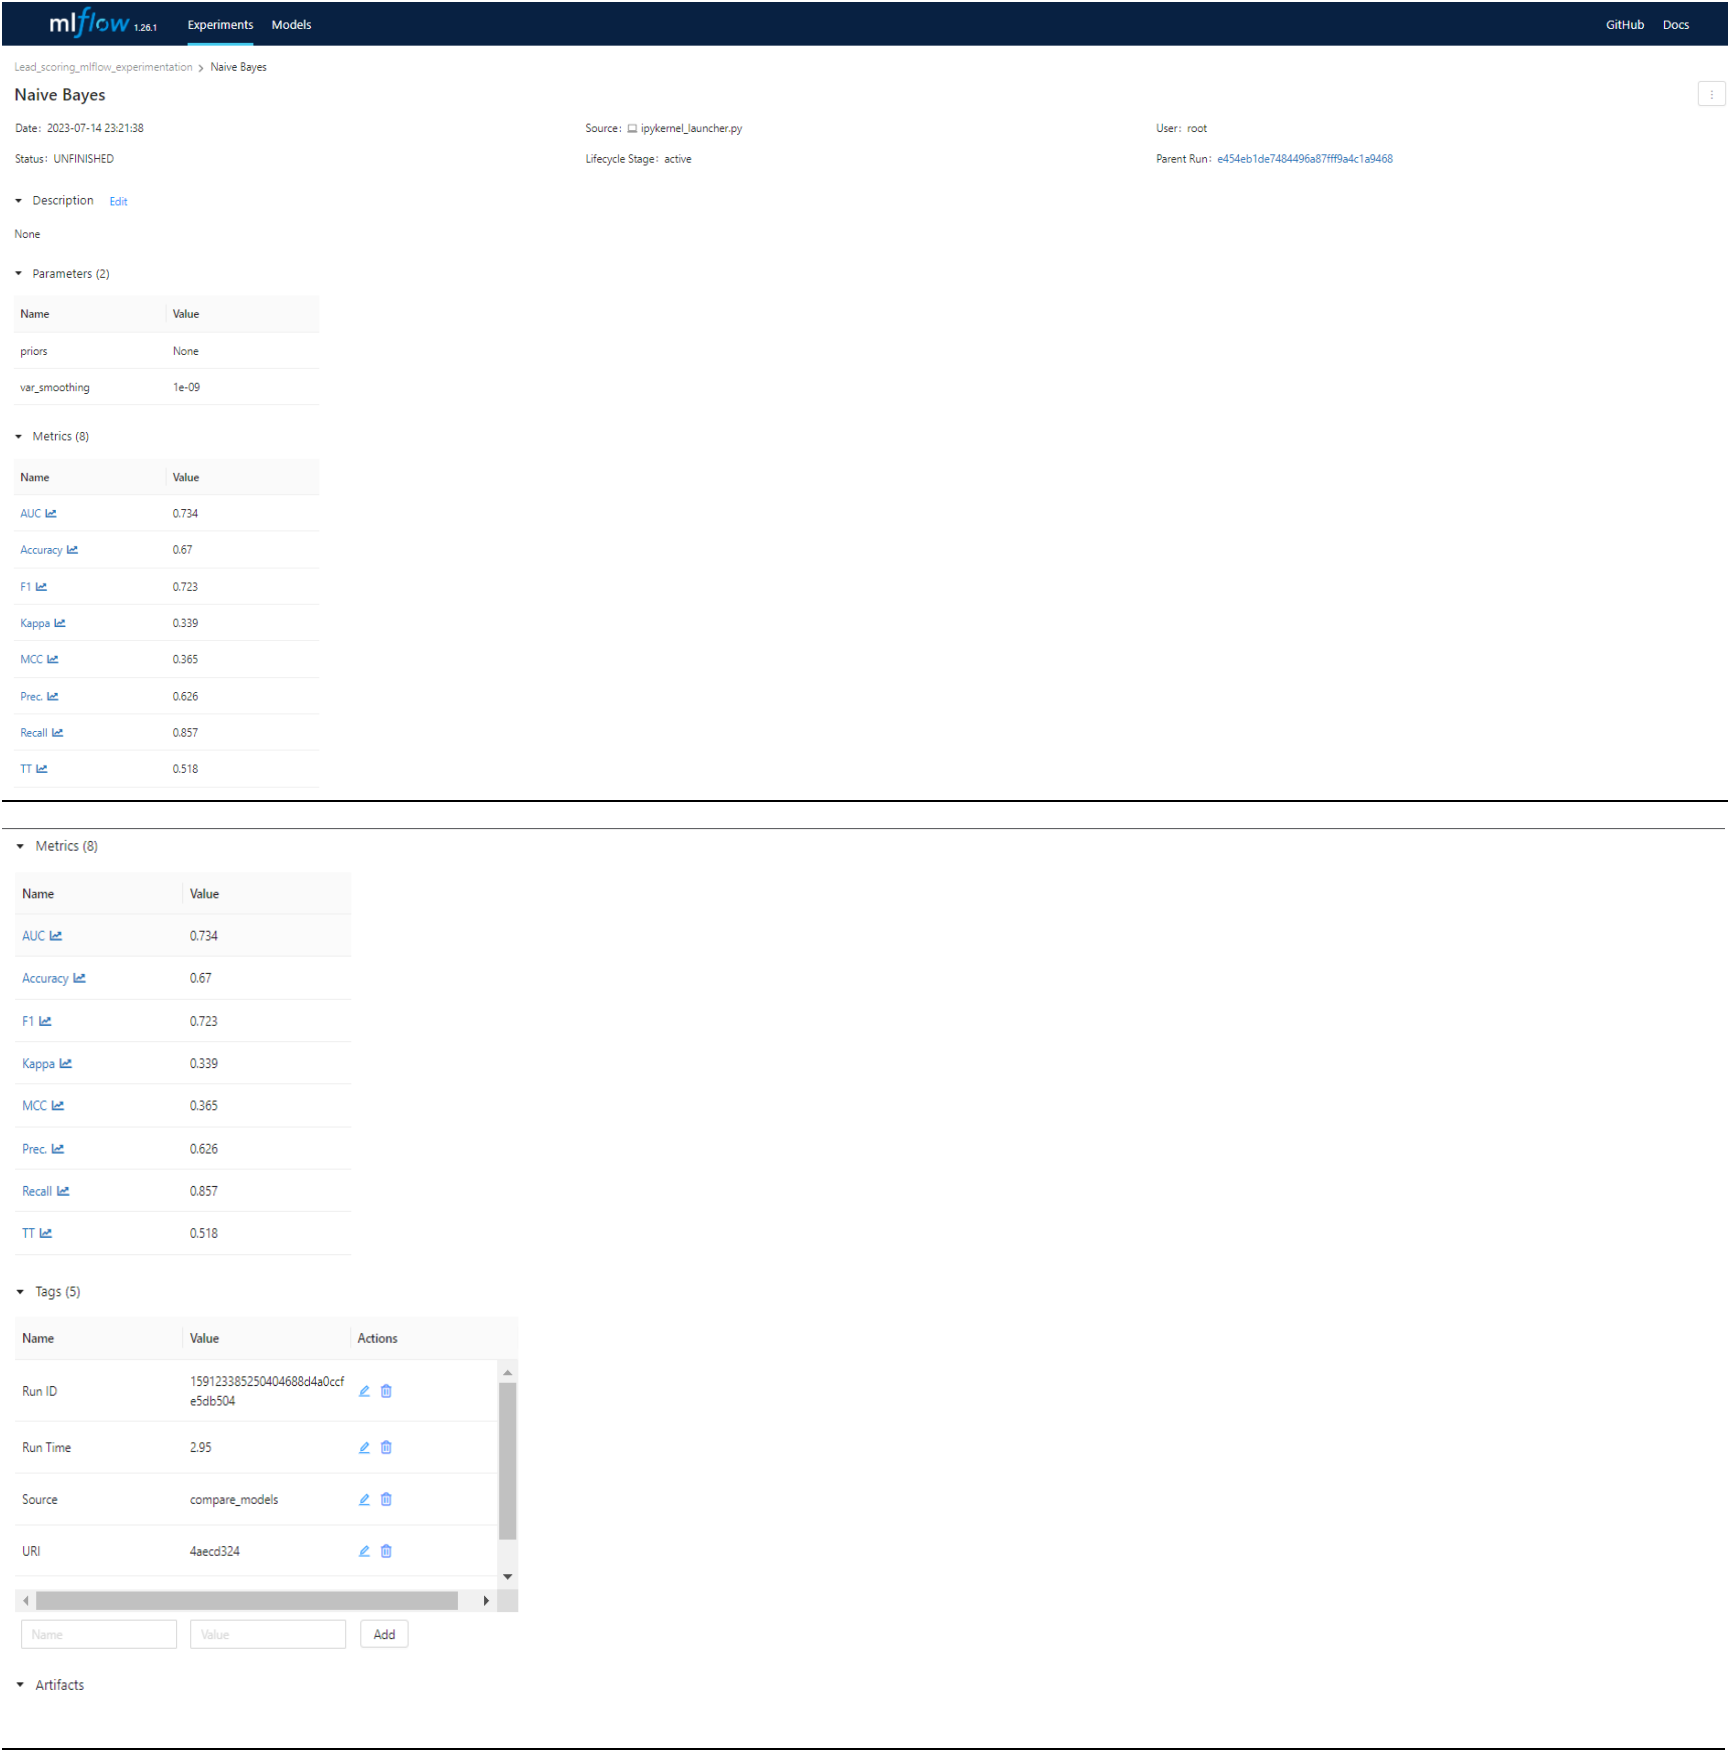 mlflow 1.26.1 Experiments Models GitHub Docs
Lead_scoring_mlflow_experimentation > Naive Bayes
Naive Bayes
Date: 2023-07-14 23:21:38 Source: ipykernel_launcher.py User: root
Status: UNFINISHED Lifecycle Stage: active Parent Run: e454eb1de7484496a87fff9a4c1a9468
Description Edit
None
Parameters (2)
Name Value
priors None
var_smoothing 1e-09
Metrics (8)
Name Value
AUC 0.734
Accuracy 0.67
F1 0.723
Kappa 0.339
MCC 0.365
Prec. 0.626
Recall 0.857
TT 0.518
Metrics (8)
Name Value
AUC 0.734
Accuracy 0.67
F1 0.723
Kappa 0.339
MCC 0.365
Prec. 0.626
Recall 0.857
TT 0.518
Tags (5)
Name Value Actions
Run ID 159123385250404688d4a0ccf
e5db504
Run Time 2.95
Source compare_models
URI 4aecd324
Name Value Add
Artifacts